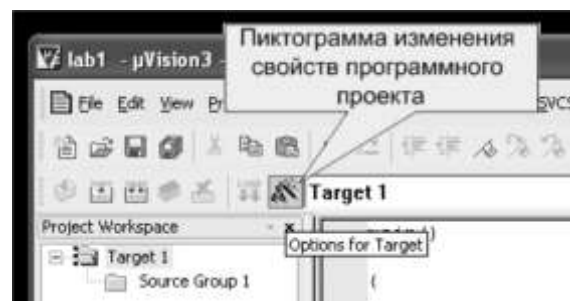 Пиктограмма изменения
свойств программного
проекта
lab1 - µVision3 -
File Edit View
SVCS
Target 1
Project Workspace
Options for Target
Target 1
Source Group 1
(